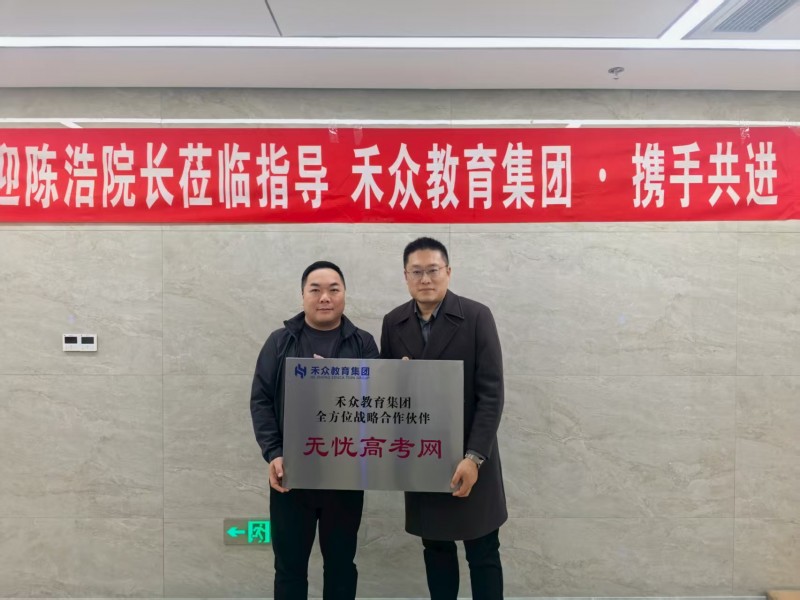 迎陈浩院长莅临指导 禾众教育集团·携手共进
禾众教育集团
禾众教育集团
全方位战略合作伙伴
无忧高考网